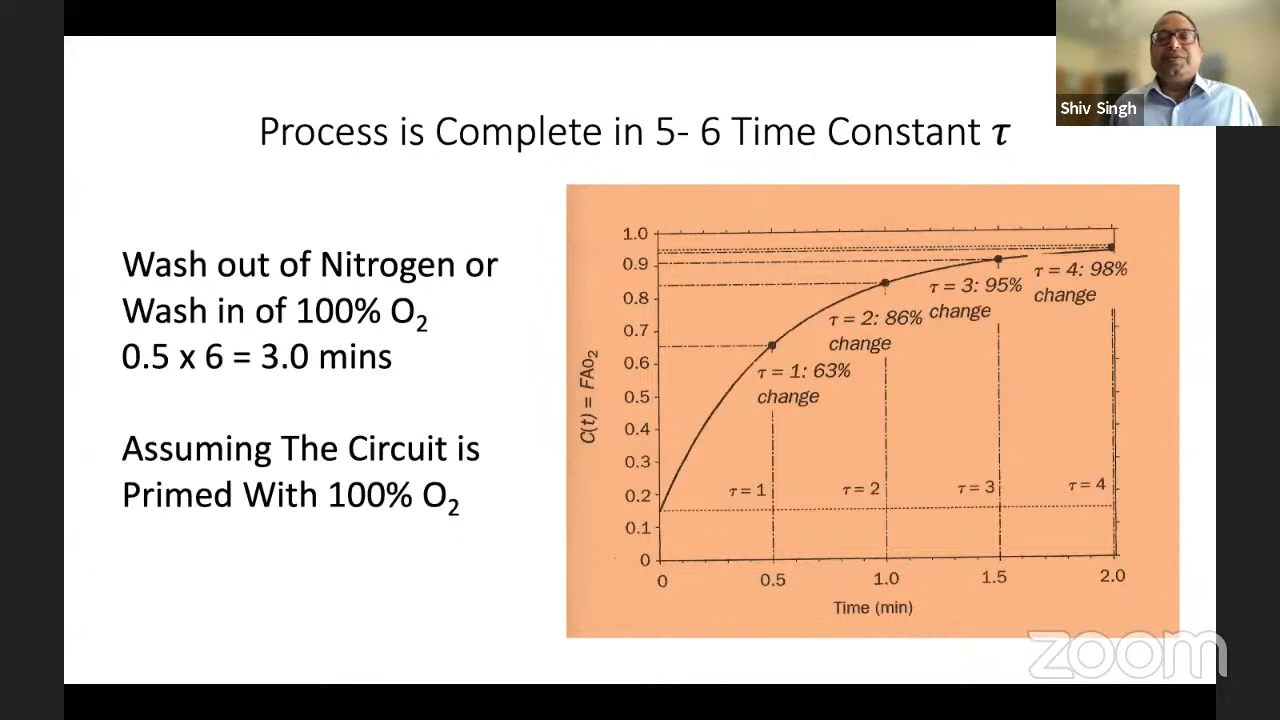 Shiv Singh
Process is Complete in 5- 6 Time Constant τ
Wash out of Nitrogen or
Wash in of 100% O₂
0.5 x 6 = 3.0 mins
Assuming The Circuit is
Primed With 100% O₂
C(t) = FAO₂
1.0
0.9
0.8
0.7
0.6
0.5
0.4
0.3
0.2
0.1
0
τ = 4: 98%
change
τ = 3: 95%
change
τ = 2: 86%
change
τ = 1: 63%
change
τ = 1
τ = 2
τ = 3
τ = 4
0
0.5
1.0
1.5
2.0
Time (min)
zoom